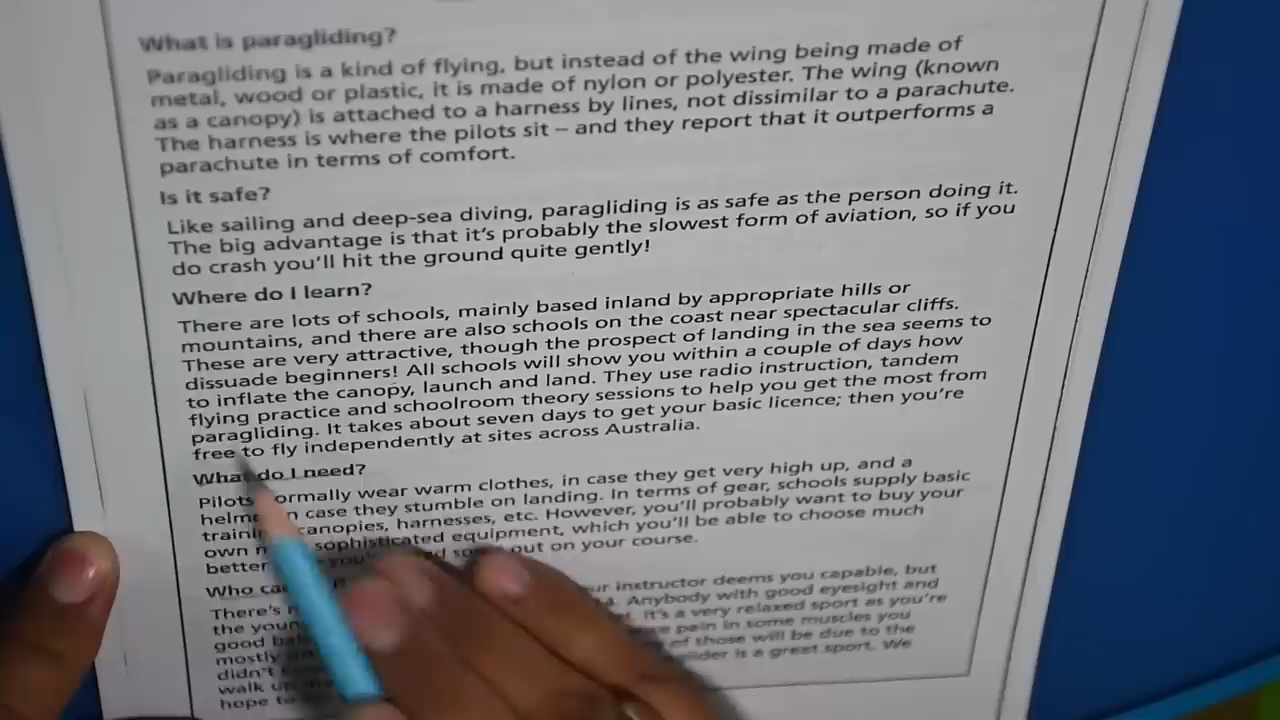 What is paragliding?
Paragliding is a kind of flying, but instead of the wing being made of
metal, wood or plastic, it is made of nylon or polyester. The wing (known
as a canopy) is attached to a harness by lines, not dissimilar to a parachute.
The harness is where the pilots sit – and they report that it outperforms a
parachute in terms of comfort.
Is it safe?
Like sailing and deep-sea diving, paragliding is as safe as the person doing it.
The big advantage is that it's probably the slowest form of aviation, so if you
do crash you'll hit the ground quite gently!
Where do I learn?
There are lots of schools, mainly based inland by appropriate hills or
mountains, and there are also schools on the coast near spectacular cliffs.
These are very attractive, though the prospect of landing in the sea seems to
dissuade beginners! All schools will show you within a couple of days how
to inflate the canopy, launch and land. They use radio instruction, tandem
flying practice and schoolroom theory sessions to help you get the most from
paragliding. It takes about seven days to get your basic licence; then you're
free to fly independently at sites across Australia.
What do I need?
Pilots normally wear warm clothes, in case they get very high up, and a
case they stumble on landing. In terms of gear, schools supply basic
canopies, harnesses, etc. However, you'll probably want to buy your
own sophisticated equipment, which you'll be able to choose much
better out on your course.
Who
There's instructor deems you capable, but
the Anybody with good eyesight and
good it's a very relaxed sport as you're
mostly pain in some muscles you
didn't of those will be due to the
walk up is a great sport. We
hope to